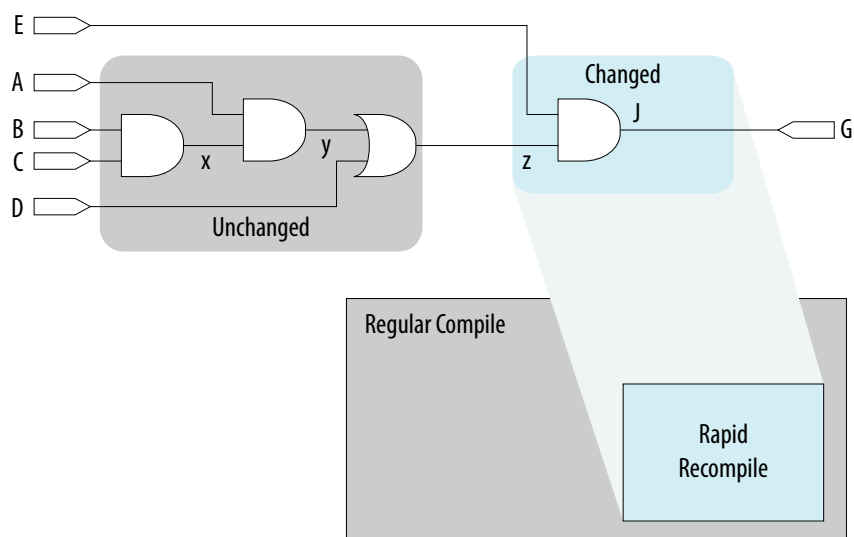 E
A
B
C
D
x
y
Unchanged
Changed
J
z
G
Regular Compile
Rapid
Recompile